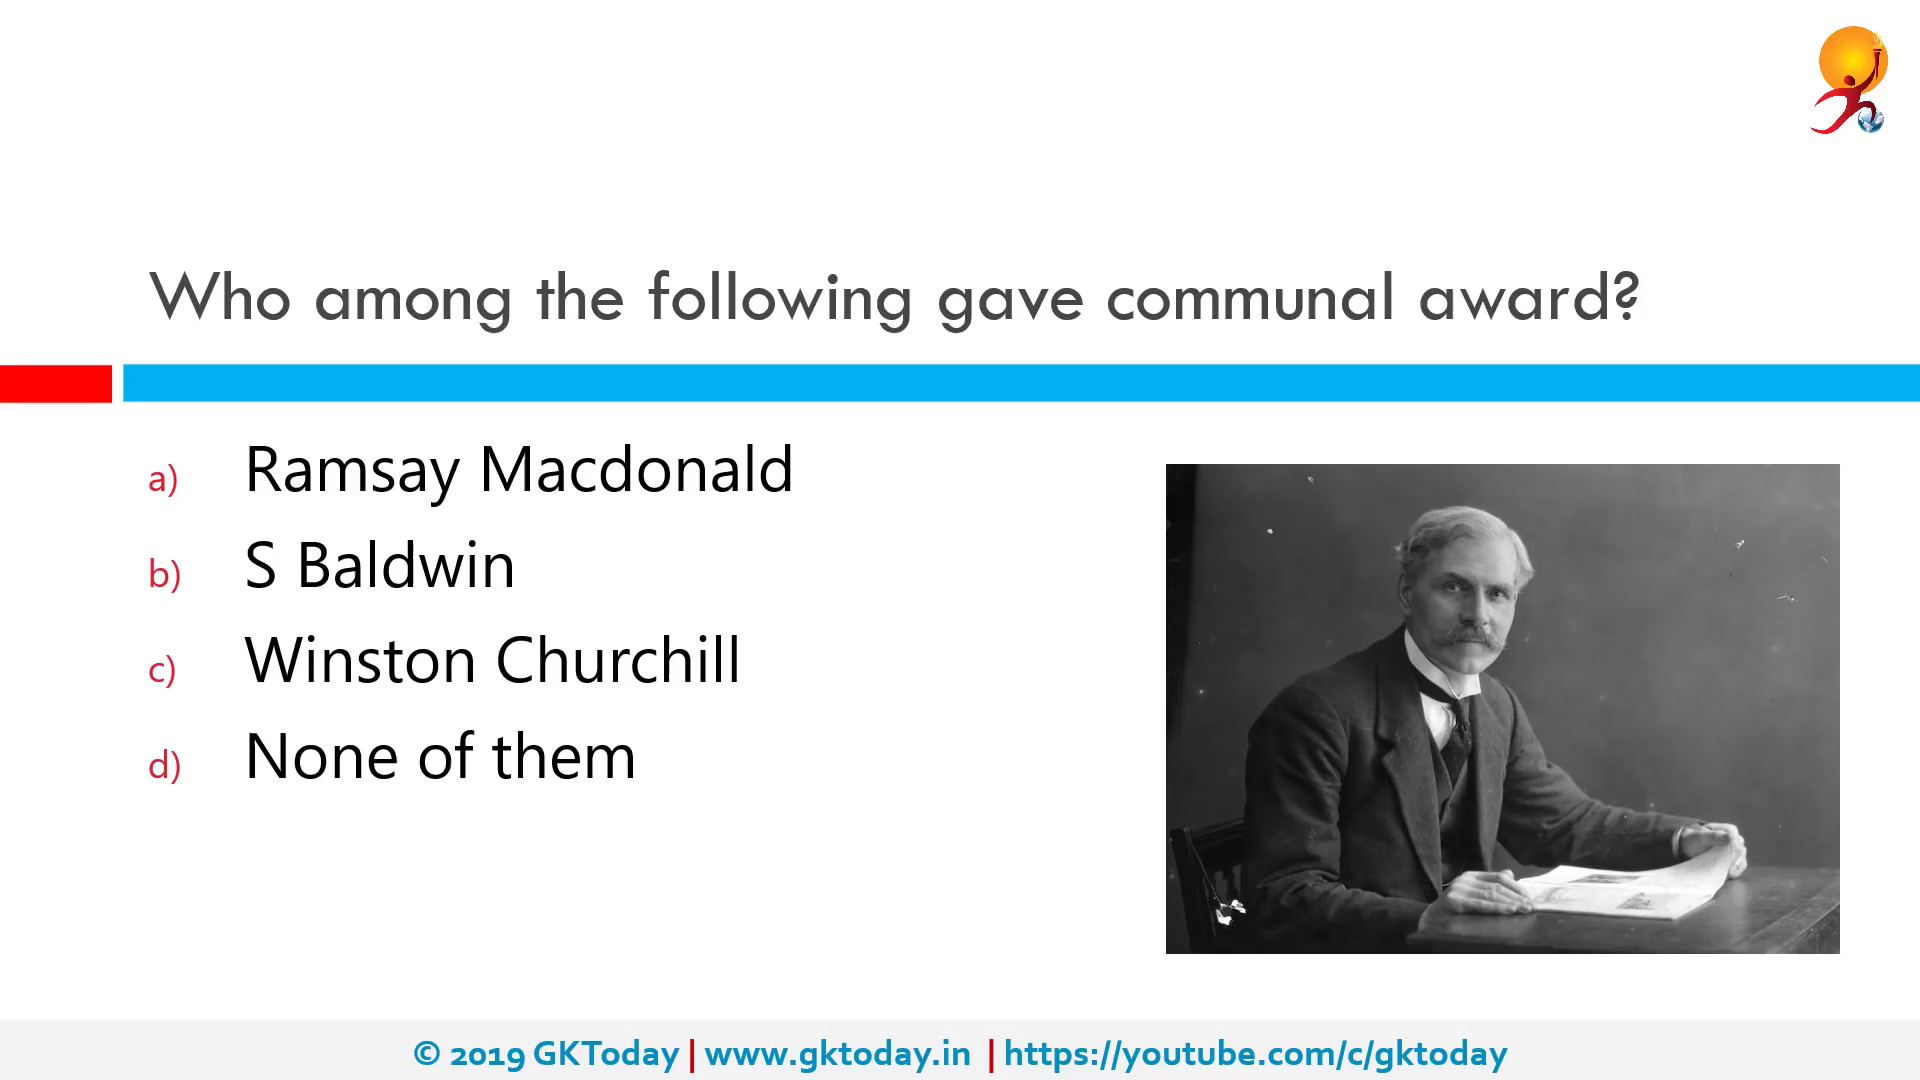 Who among the following gave communal award?
a) Ramsay Macdonald
b) S Baldwin
c) Winston Churchill
d) None of them
© 2019 GKToday | www.gktoday.in | https://youtube.com/c/gktoday